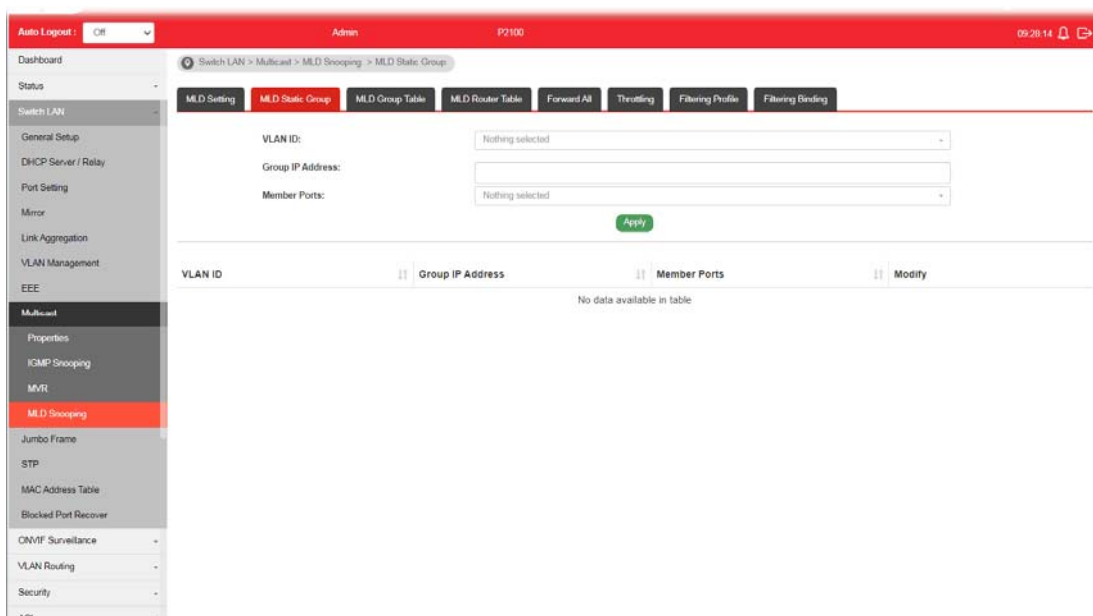 Auto Logout : Off Admin P2100 09:20:14
Dashboard
Switch LAN > Multicast > MLD Snooping > MLD Static Group
Status
MLD Setting MLD Static Group MLD Group Table MLD Router Table Forward All Throttling Filtering Profile Filtering Binding
Switch LAN
General Setup
VLAN ID: Nothing selected
DHCP Server / Relay
Group IP Address:
Port Setting
Member Ports: Nothing selected
Mirror
Apply
Link Aggregation
VLAN Management
VLAN ID Group IP Address Member Ports Modify
EEE
No data available in table
Multicast
Properties
IGMP Snooping
MVR
MLD Snooping
Jumbo Frame
STP
MAC Address Table
Blocked Port Recover
ONVIF Surveillance
VLAN Routing
Security